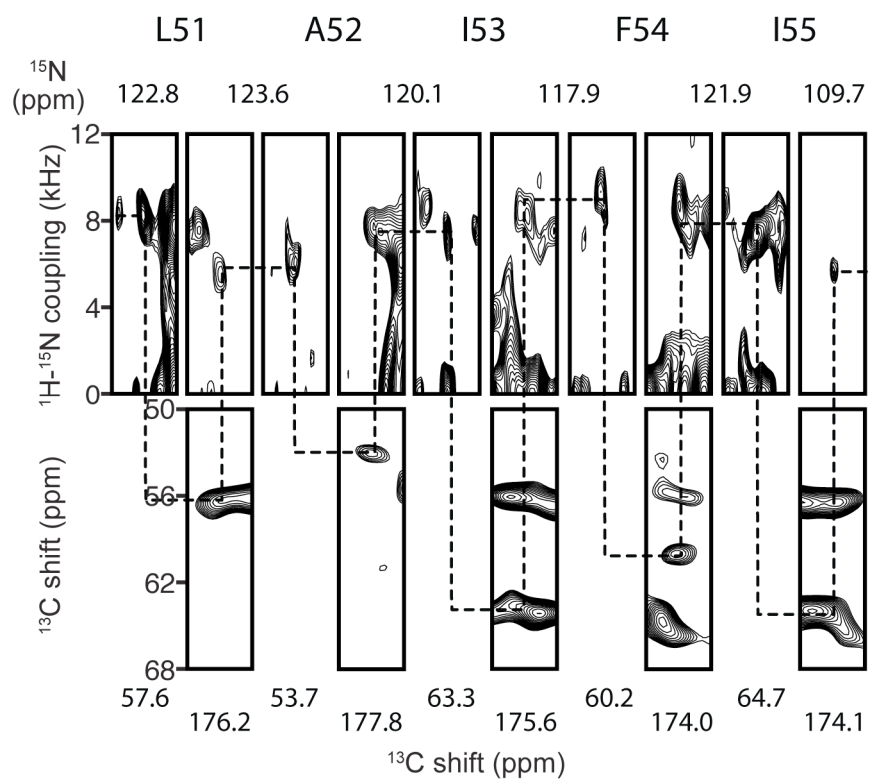 L51 A52 I53 F54 I55
¹⁵N
(ppm)
122.8 123.6 120.1 117.9 121.9 109.7
¹H-¹⁵N coupling (kHz)
12
8
4
0
¹³C shift (ppm)
50
56
62
68
57.6 53.7 63.3 60.2 64.7
176.2 177.8 175.6 174.0 174.1
¹³C shift (ppm)